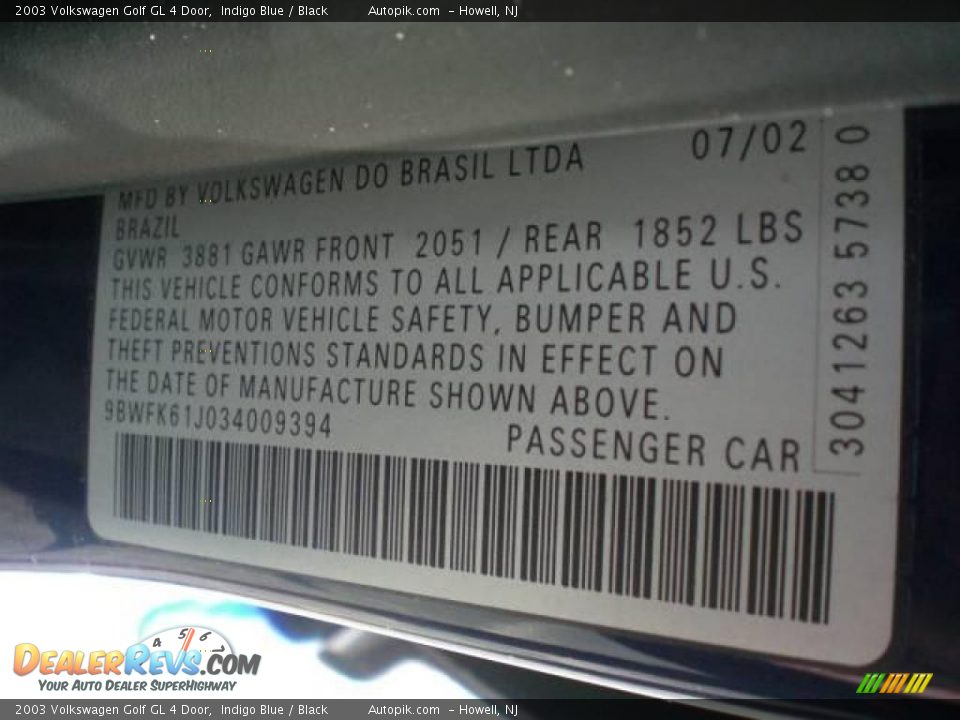 2003 Volkswagen Golf GL 4 Door, Indigo Blue / Black Autopik.com - Howell, NJ
MFD BY VOLKSWAGEN DO BRASIL LTDA 07/02
BRAZIL
GVWR 3881 GAWR FRONT 2051 / REAR 1852 LBS
THIS VEHICLE CONFORMS TO ALL APPLICABLE U.S.
FEDERAL MOTOR VEHICLE SAFETY, BUMPER AND
THEFT PREVENTIONS STANDARDS IN EFFECT ON
THE DATE OF MANUFACTURE SHOWN ABOVE.
9BWFK61J034009394
PASSENGER CAR
3041263 5738 0
4 5 6
DEALERREVS.COM
YOUR AUTO DEALER SUPERHIGHWAY
2003 Volkswagen Golf GL 4 Door, Indigo Blue / Black Autopik.com - Howell, NJ